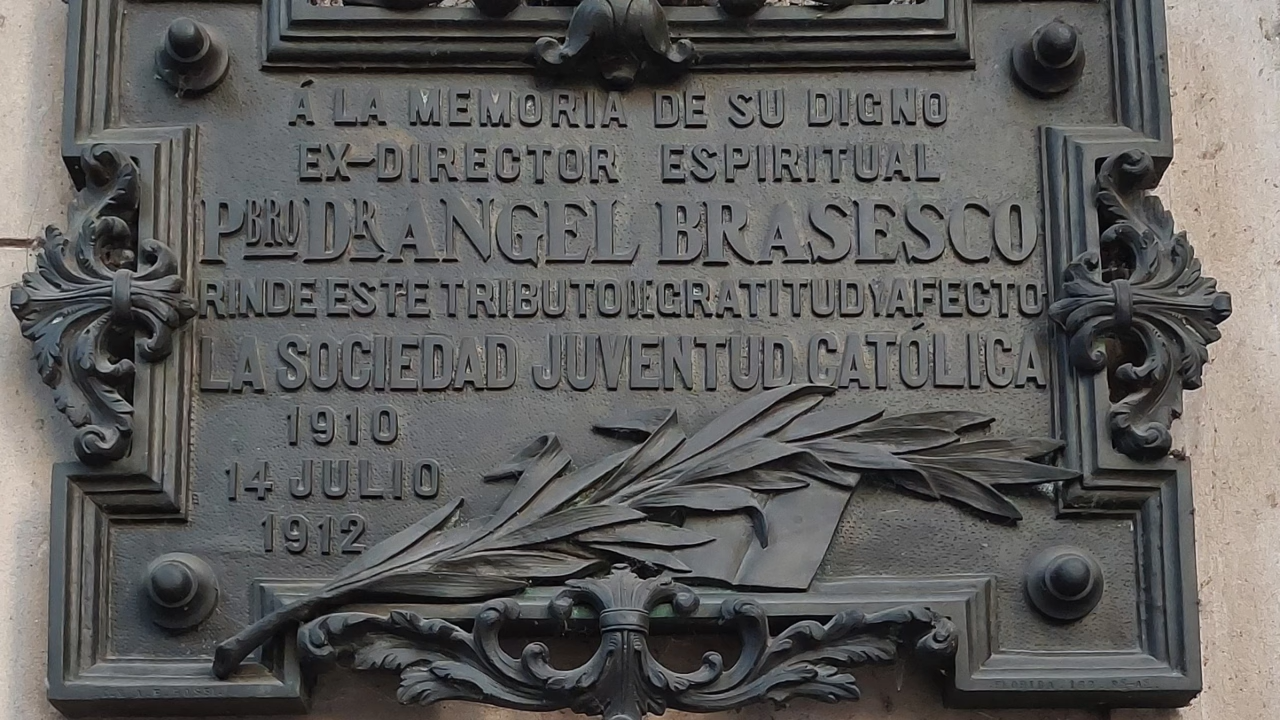 Á LA MEMORIA DE SU DIGNO
EX-DIRECTOR ESPIRITUAL
PBRO DR ANGEL BRASESCO
RINDE ESTE TRIBUTO DE GRATITUD Y AFECTO
LA SOCIEDAD JUVENTUD CATÓLICA
1910
14 JULIO
1912
FLORIDA